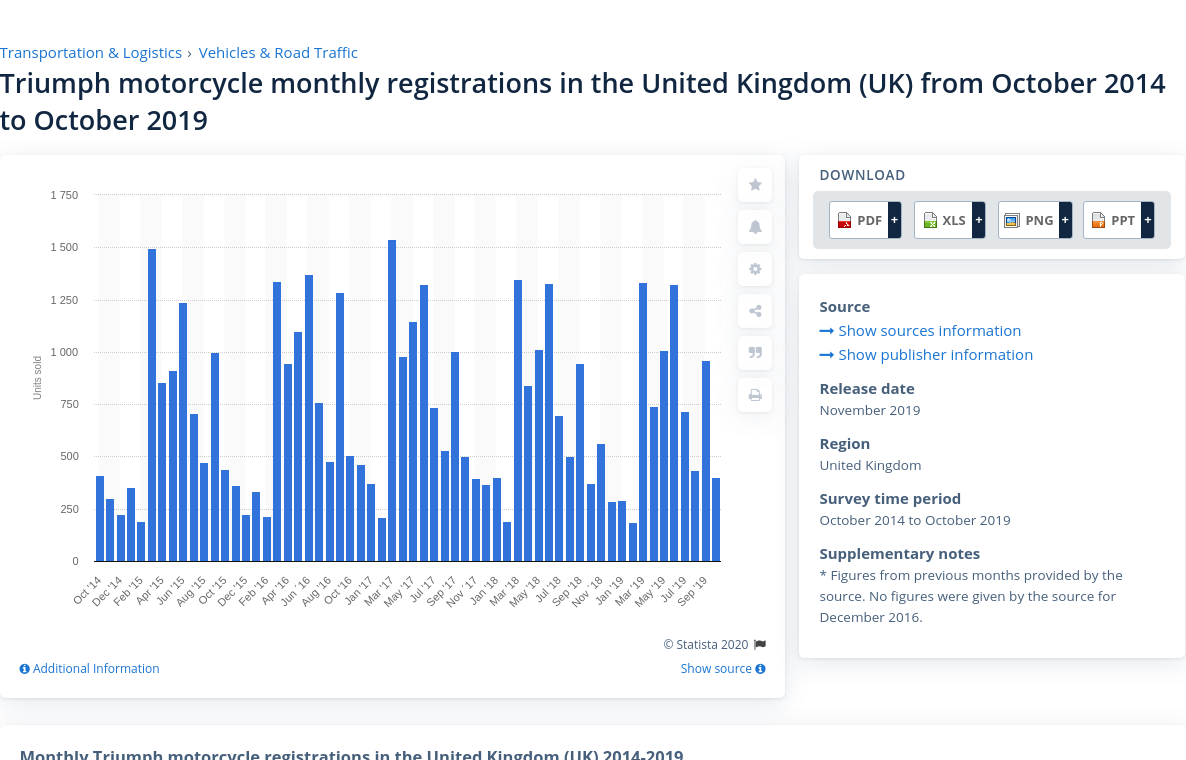 Transportation & Logistics › Vehicles & Road Traffic
Triumph motorcycle monthly registrations in the United Kingdom (UK) from October 2014
to October 2019
1 750
1 500
1 250
1 000
750
500
250
0
Units sold
Oct '14
Dec '14
Feb '15
Apr '15
Jun '15
Aug '15
Oct '15
Dec '15
Feb '16
Apr '16
Jun '16
Aug '16
Oct '16
Jan '17
Mar '17
May '17
Jul '17
Sep '17
Nov '17
Jan '18
Mar '18
May '18
Jul '18
Sep '18
Nov '18
Jan '19
Mar '19
May '19
Jul '19
Sep '19
© Statista 2020
Additional Information
Show source
DOWNLOAD
PDF + XLS + PNG + PPT +
Source
Show sources information
Show publisher information
Release date
November 2019
Region
United Kingdom
Survey time period
October 2014 to October 2019
Supplementary notes
* Figures from previous months provided by the
source. No figures were given by the source for
December 2016.
Monthly Triumph motorcycle registrations in the United Kingdom (UK) 2014-2019